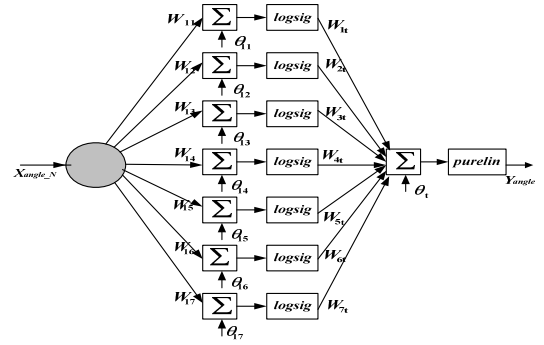 W11 Σ logsig W1t
θ11
W12 Σ logsig W2t
θ12
W13 Σ logsig W3t
θ13
Xangle_N W14 Σ logsig W4t Σ purelin Yangle
θ14 θt
W15 Σ logsig W5t
θ15
W16 Σ logsig W6t
θ16
W17 Σ logsig W7t
θ17